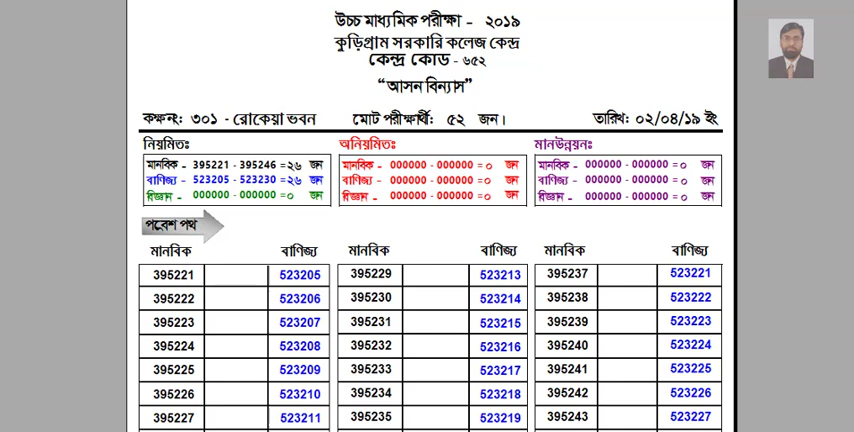 উচ্চ মাধ্যমিক পরীক্ষা - ২০১৯
কুড়িগ্রাম সরকারি কলেজ কেন্দ্র
কেন্দ্র কোড - ৬৫২
“আসন বিন্যাস”
কক্ষনং: ৩০১ - রোকেয়া ভবন মোট পরীক্ষার্থী: ৫২ জন। তারিখ: ০২/০৪/১৯ ইং
নিয়মিতঃ অনিয়মিতঃ মানউন্নয়নঃ
মানবিক - 395221 - 395246 =২৬ জন মানবিক - 000000 - 000000 =০ জন মানবিক - 000000 - 000000 =০ জন
বাণিজ্য - 523205 - 523230 =২৬ জন বাণিজ্য - 000000 - 000000 =০ জন বাণিজ্য - 000000 - 000000 =০ জন
বিজ্ঞান - 000000 - 000000 =০ জন বিজ্ঞান - 000000 - 000000 =০ জন বিজ্ঞান - 000000 - 000000 =০ জন
পবেশ পথ
মানবিক বাণিজ্য মানবিক বাণিজ্য মানবিক বাণিজ্য
395221 523205 395229 523213 395237 523221
395222 523206 395230 523214 395238 523222
395223 523207 395231 523215 395239 523223
395224 523208 395232 523216 395240 523224
395225 523209 395233 523217 395241 523225
395226 523210 395234 523218 395242 523226
395227 523211 395235 523219 395243 523227